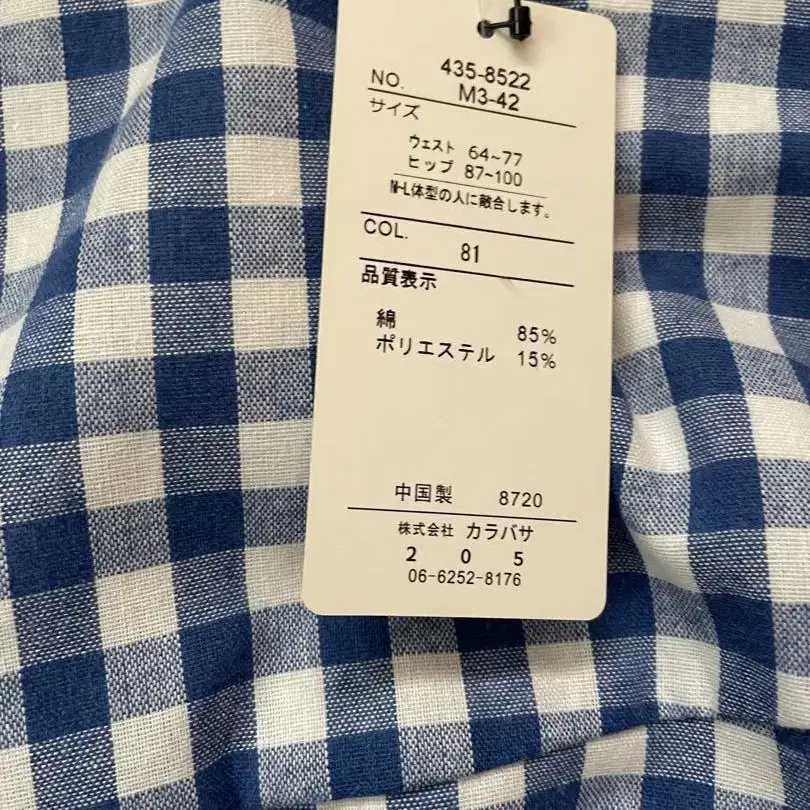 435-8522
NO. M3-42
サイズ
ウェスト 64~77
ヒップ 87~100
M-L体型の人に敵合します。
COL.
81
品質表示
綿 85%
ポリエステル 15%
中国製 8720
株式会社 カラバサ
2 0 5
06-6252-8176